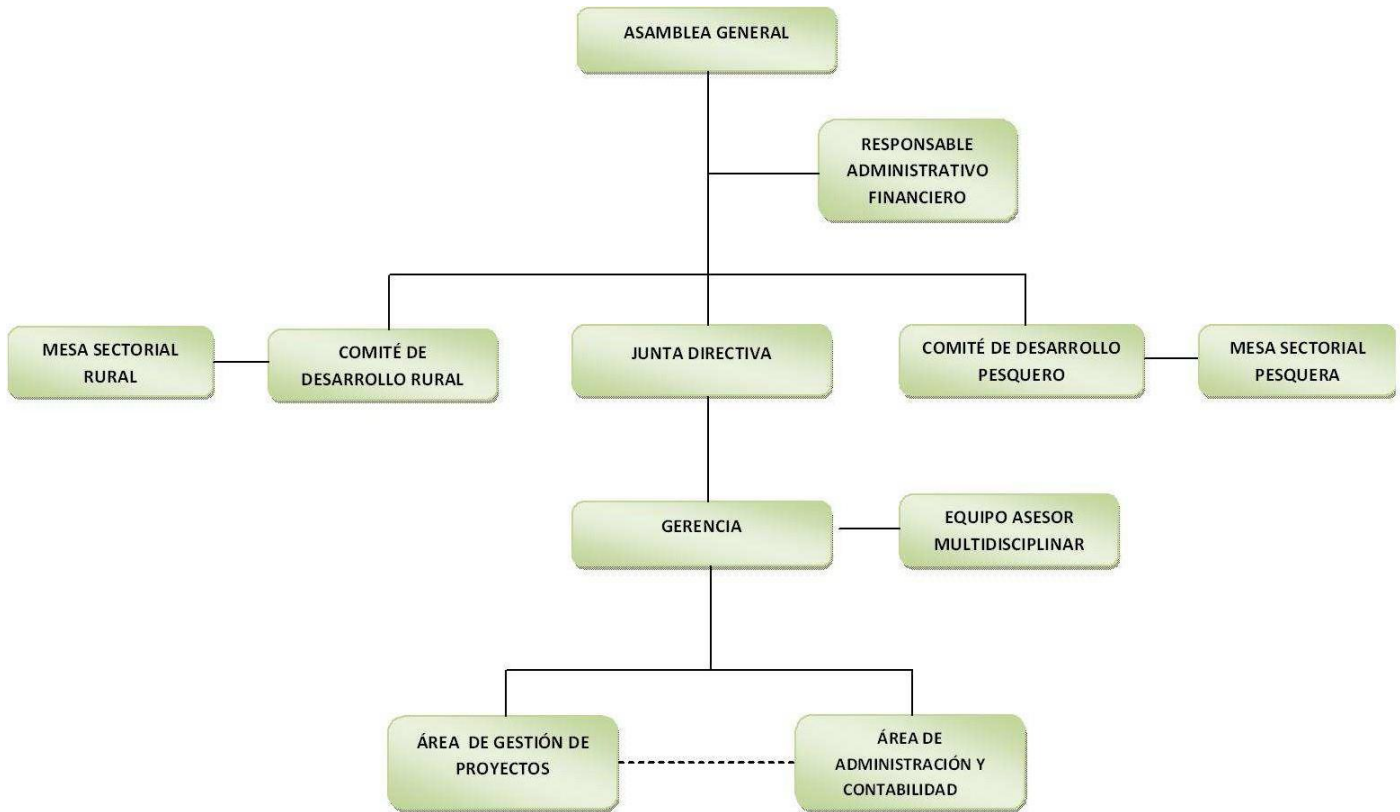 ASAMBLEA GENERAL
RESPONSABLE
ADMINISTRATIVO
FINANCIERO
MESA SECTORIAL
RURAL
COMITÉ DE
DESARROLLO RURAL
JUNTA DIRECTIVA
COMITÉ DE DESARROLLO
PESQUERO
MESA SECTORIAL
PESQUERA
GERENCIA
EQUIPO ASESOR
MULTIDISCIPLINAR
ÁREA DE GESTIÓN DE
PROYECTOS
ÁREA DE
ADMINISTRACIÓN Y
CONTABILIDAD